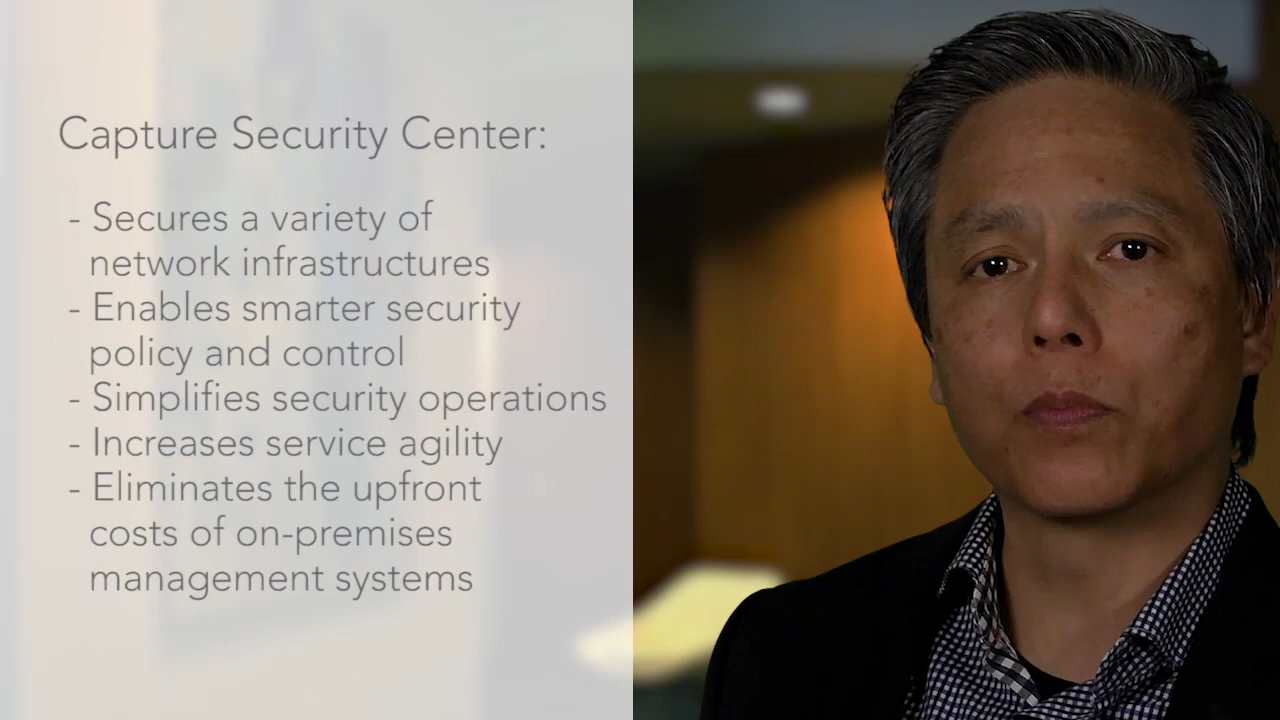 Capture Security Center:
- Secures a variety of
network infrastructures
- Enables smarter security
policy and control
- Simplifies security operations
- Increases service agility
- Eliminates the upfront
costs of on-premises
management systems